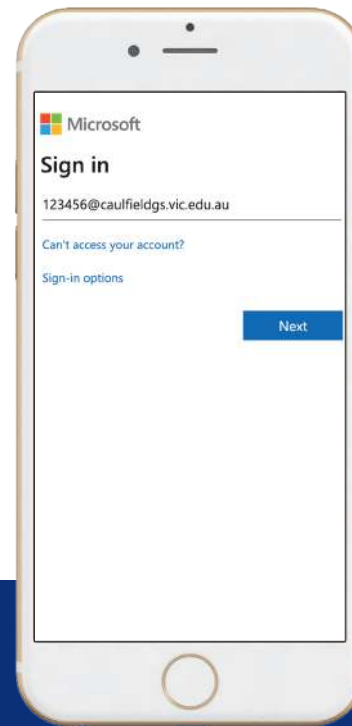 Microsoft
Sign in
123456@caulfieldgs.vic.edu.au
Can't access your account?
Sign-in options
Next